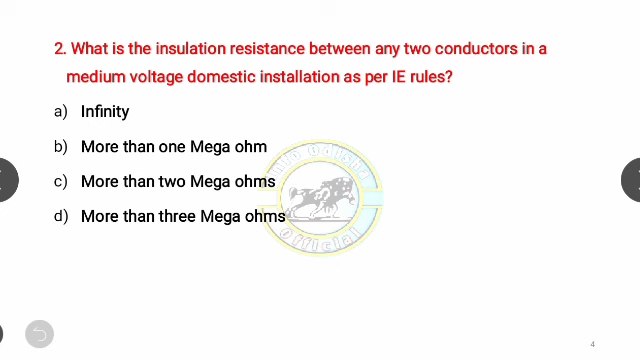 2. What is the insulation resistance between any two conductors in a
medium voltage domestic installation as per IE rules?
a) Infinity
b) More than one Mega ohm
c) More than two Mega ohms
d) More than three Mega ohms
Official
4